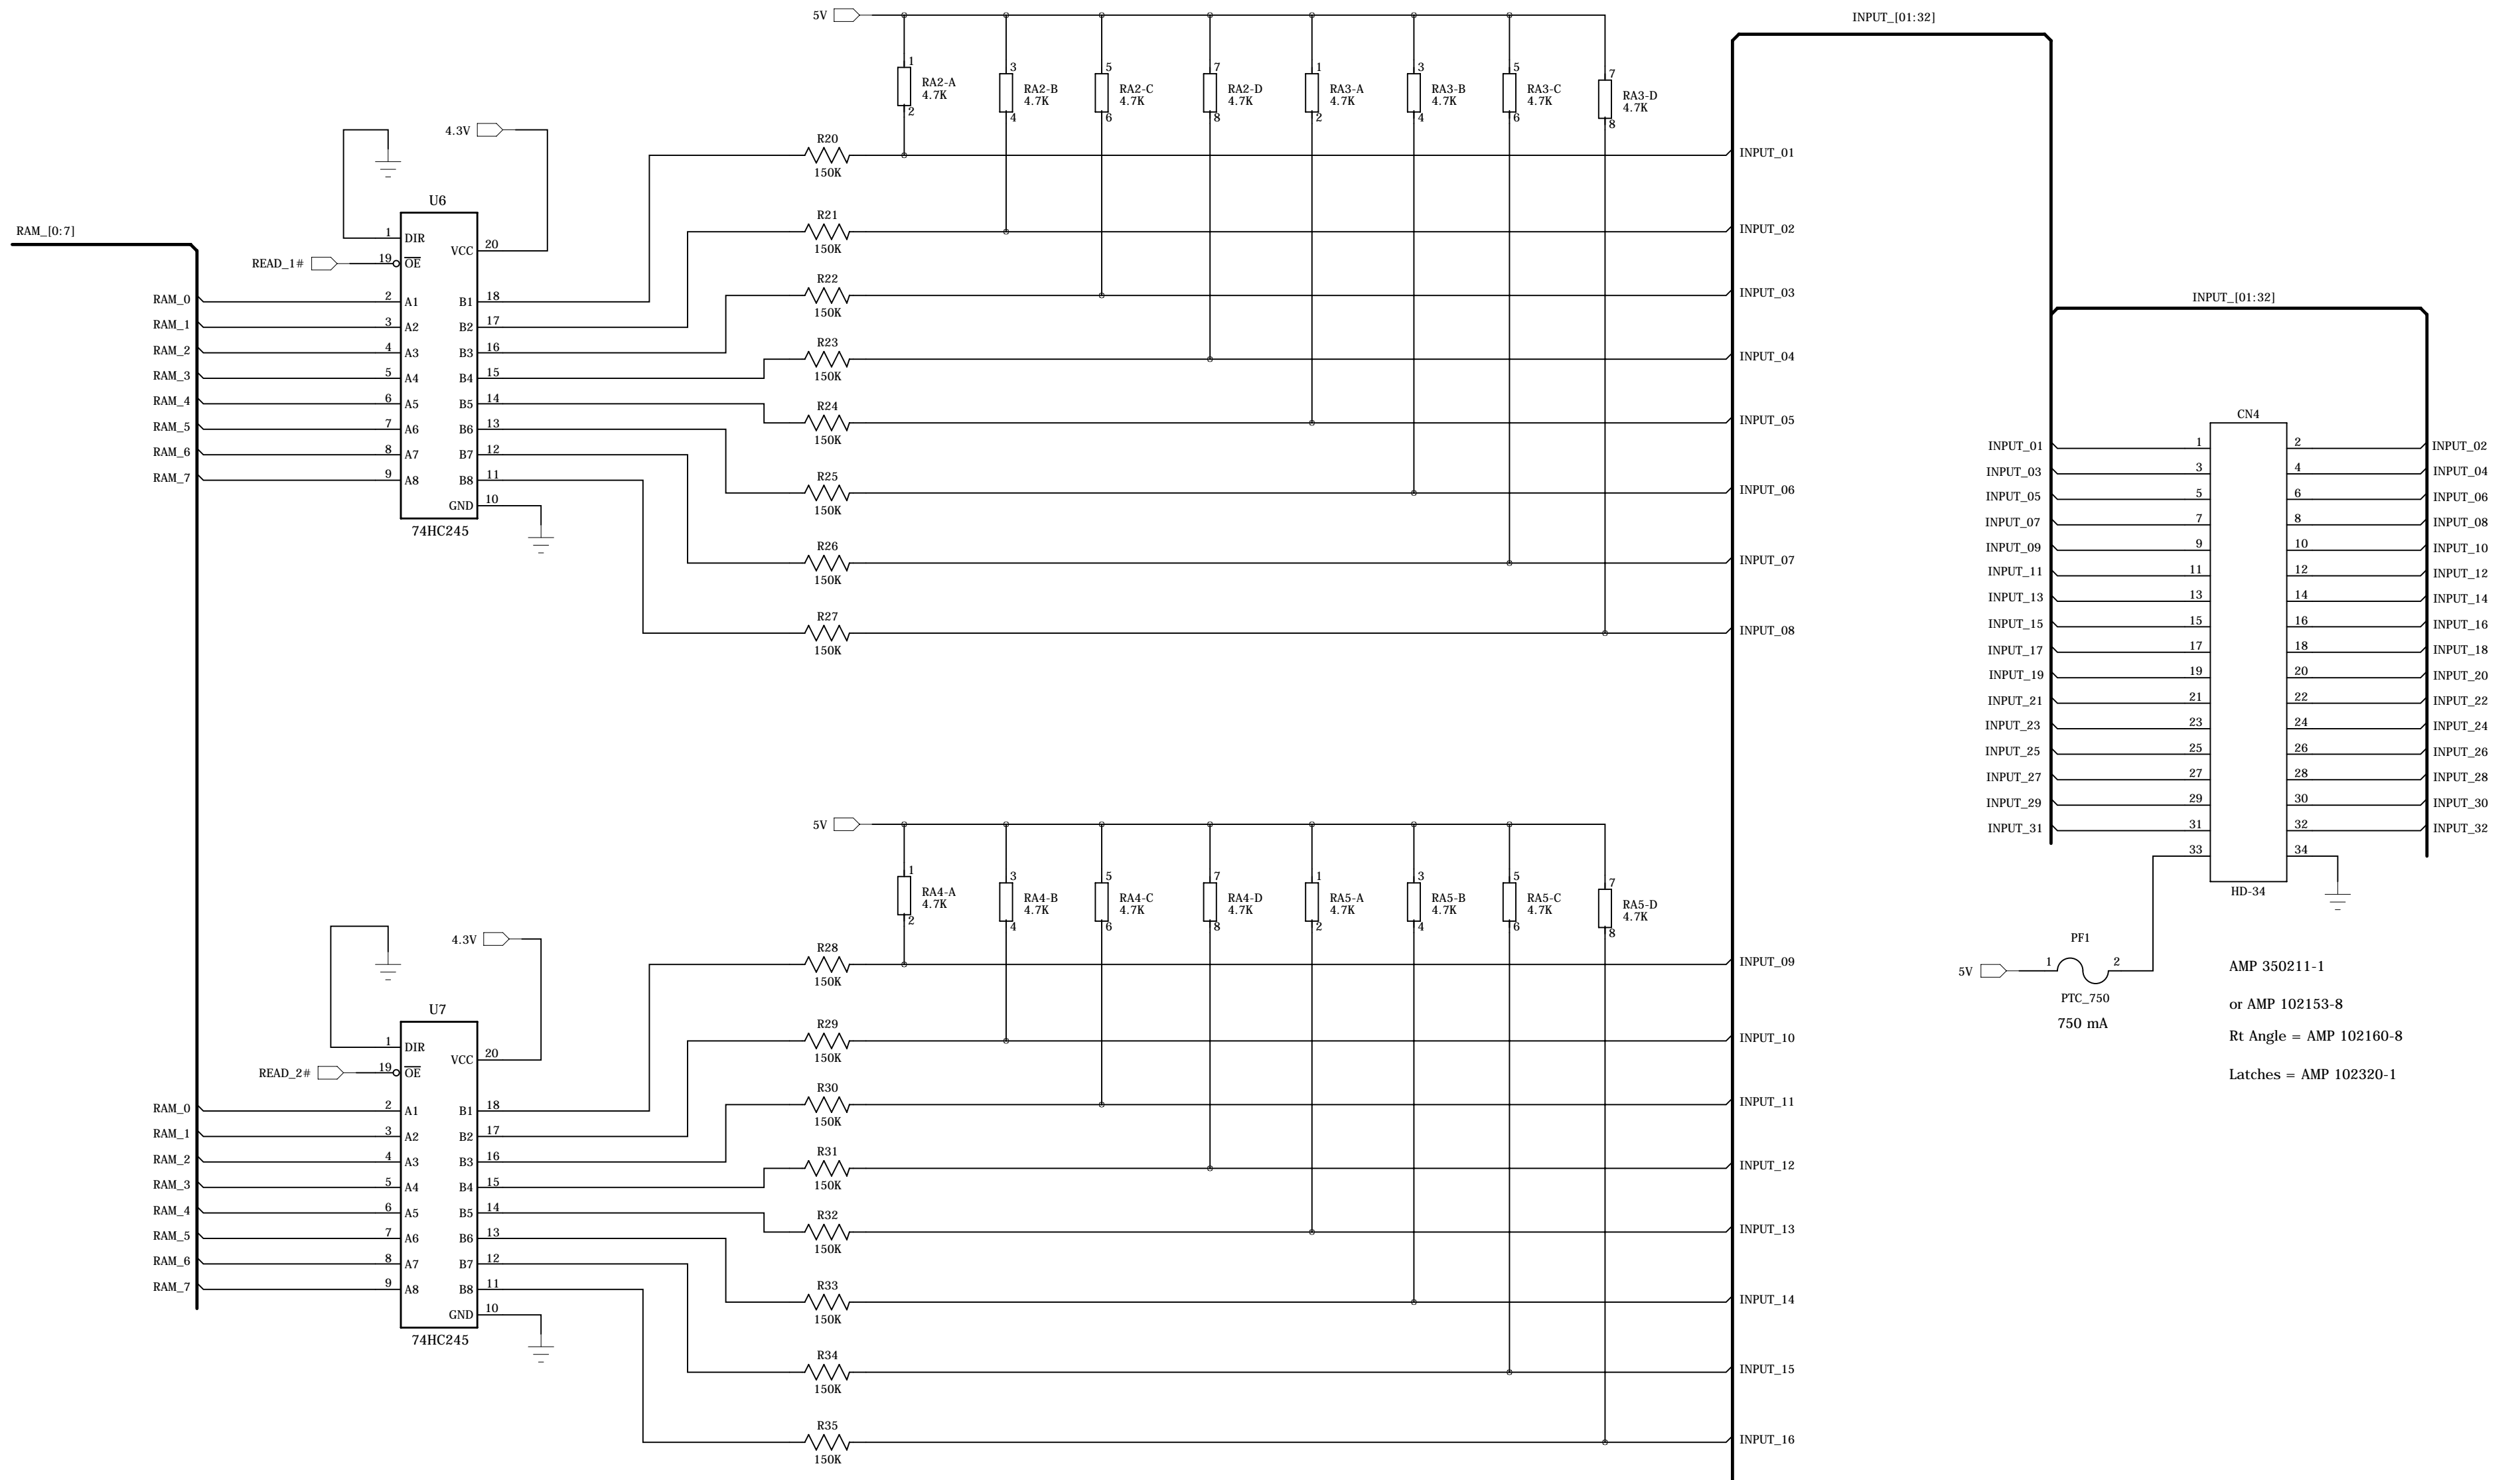 5V
INPUT_[01:32]
1
RA2-A
4.7K
2
3
RA2-B
4.7K
4
5
RA2-C
4.7K
6
7
RA2-D
4.7K
8
1
RA3-A
4.7K
2
3
RA3-B
4.7K
4
5
RA3-C
4.7K
6
7
RA3-D
4.7K
8
4.3V
R20
150K
INPUT_01
R21
150K
INPUT_02
R22
150K
INPUT_03
R23
150K
INPUT_04
R24
150K
INPUT_05
R25
150K
INPUT_06
R26
150K
INPUT_07
R27
150K
INPUT_08
RAM_[0:7]
U6
1 DIR
VCC 20
READ_1# 19 OE
RAM_0 2 A1 B1 18
RAM_1 3 A2 B2 17
RAM_2 4 A3 B3 16
RAM_3 5 A4 B4 15
RAM_4 6 A5 B5 14
RAM_5 7 A6 B6 13
RAM_6 8 A7 B7 12
RAM_7 9 A8 B8 11
GND 10
74HC245
INPUT_[01:32]
CN4
INPUT_01 1 2 INPUT_02
INPUT_03 3 4 INPUT_04
INPUT_05 5 6 INPUT_06
INPUT_07 7 8 INPUT_08
INPUT_09 9 10 INPUT_10
INPUT_11 11 12 INPUT_12
INPUT_13 13 14 INPUT_14
INPUT_15 15 16 INPUT_16
INPUT_17 17 18 INPUT_18
INPUT_19 19 20 INPUT_20
INPUT_21 21 22 INPUT_22
INPUT_23 23 24 INPUT_24
INPUT_25 25 26 INPUT_26
INPUT_27 27 28 INPUT_28
INPUT_29 29 30 INPUT_30
INPUT_31 31 32 INPUT_32
33 34
HD-34
PF1
5V 1 2
PTC_750
750 mA
AMP 350211-1
or AMP 102153-8
Rt Angle = AMP 102160-8
Latches = AMP 102320-1
5V
1
RA4-A
4.7K
2
3
RA4-B
4.7K
4
5
RA4-C
4.7K
6
7
RA4-D
4.7K
8
1
RA5-A
4.7K
2
3
RA5-B
4.7K
4
5
RA5-C
4.7K
6
7
RA5-D
4.7K
8
4.3V
R28
150K
INPUT_09
R29
150K
INPUT_10
R30
150K
INPUT_11
R31
150K
INPUT_12
R32
150K
INPUT_13
R33
150K
INPUT_14
R34
150K
INPUT_15
R35
150K
INPUT_16
U7
1 DIR
VCC 20
READ_2# 19 OE
RAM_0 2 A1 B1 18
RAM_1 3 A2 B2 17
RAM_2 4 A3 B3 16
RAM_3 5 A4 B4 15
RAM_4 6 A5 B5 14
RAM_5 7 A6 B6 13
RAM_6 8 A7 B7 12
RAM_7 9 A8 B8 11
GND 10
74HC245